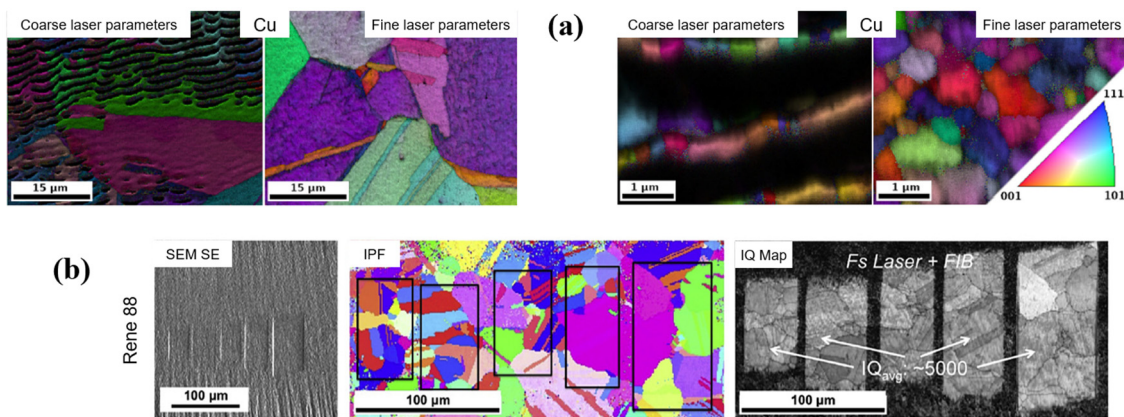 Coarse laser parameters
Cu
Fine laser parameters
15 µm
15 µm
(a)
Coarse laser parameters
Cu
Fine laser parameters
1 µm
1 µm
111
001
101
(b)
Rene 88
SEM SE
100 µm
IPF
100 µm
IQ Map
Fs Laser + FIB
IQavg: ~5000
100 µm